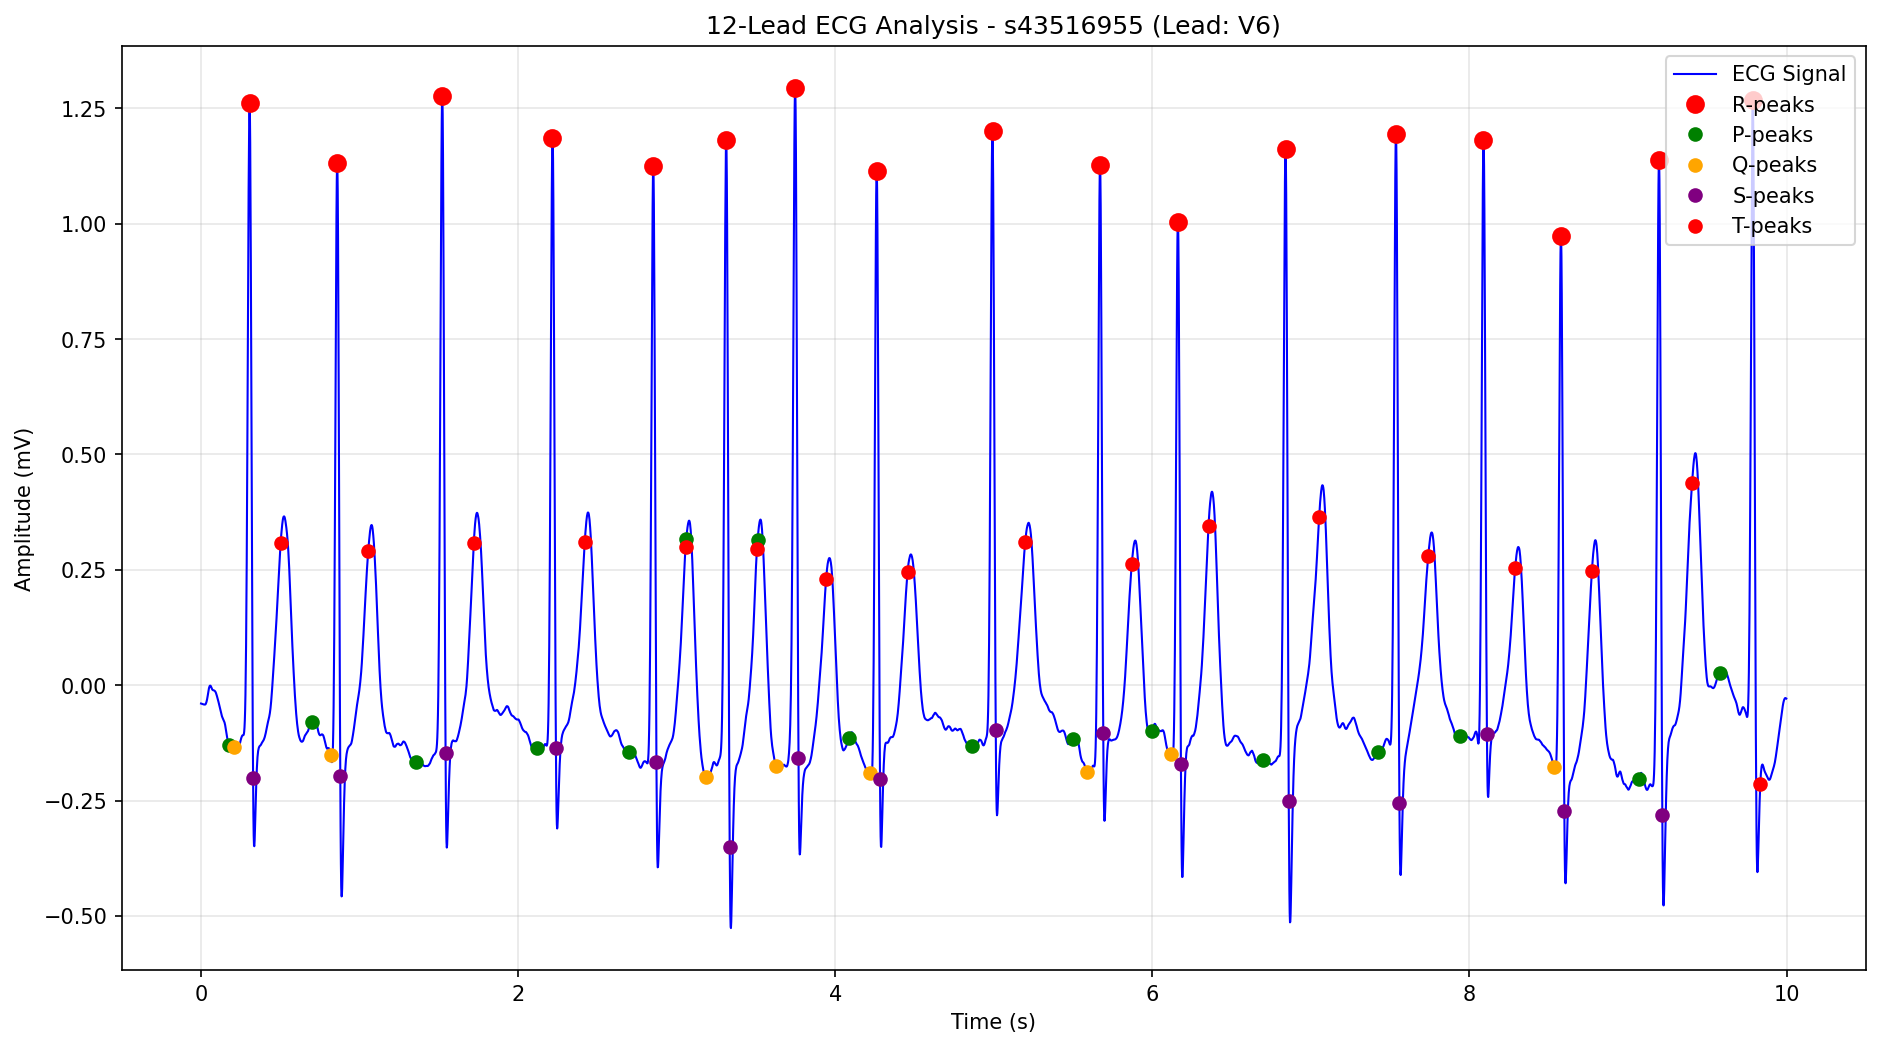 12-Lead ECG Analysis - s43516955 (Lead: V6)
ECG Signal
R-peaks
P-peaks
Q-peaks
S-peaks
T-peaks
Amplitude (mV)
1.25
1.00
0.75
0.50
0.25
0.00
−0.25
−0.50
0 2 4 6 8 10
Time (s)